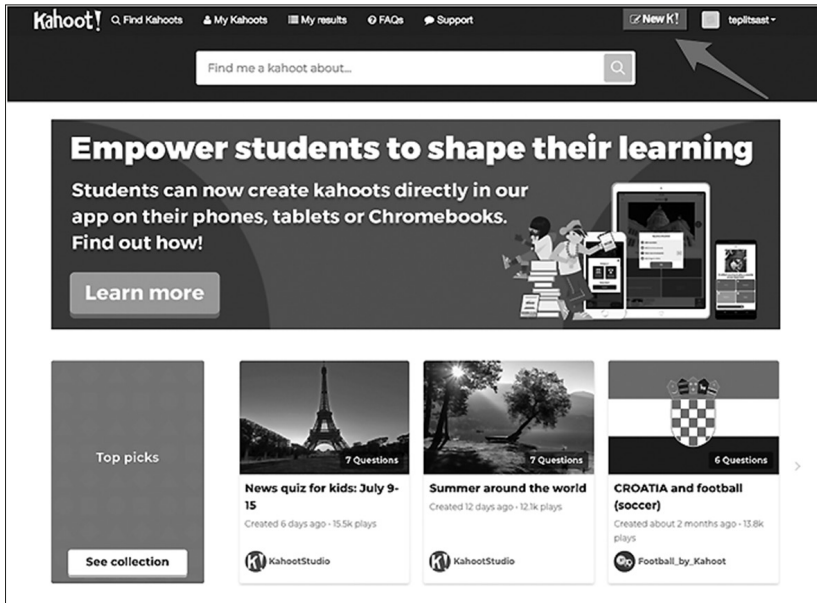 Kahoot! Find Kahoots My Kahoots My results FAQs Support New K! teplitsast
Find me a kahoot about...
Empower students to shape their learning
Students can now create kahoots directly in our
app on their phones, tablets or Chromebooks.
Find out how!
Learn more
Top picks
See collection
7 Questions
News quiz for kids: July 9-
15
Created 6 days ago • 15.5k plays
K! KahootStudio
7 Questions
Summer around the world
Created 12 days ago • 12.1k plays
K! KahootStudio
6 Questions
CROATIA and football
(soccer)
Created about 2 months ago • 13.8k
plays
Football_by_Kahoot